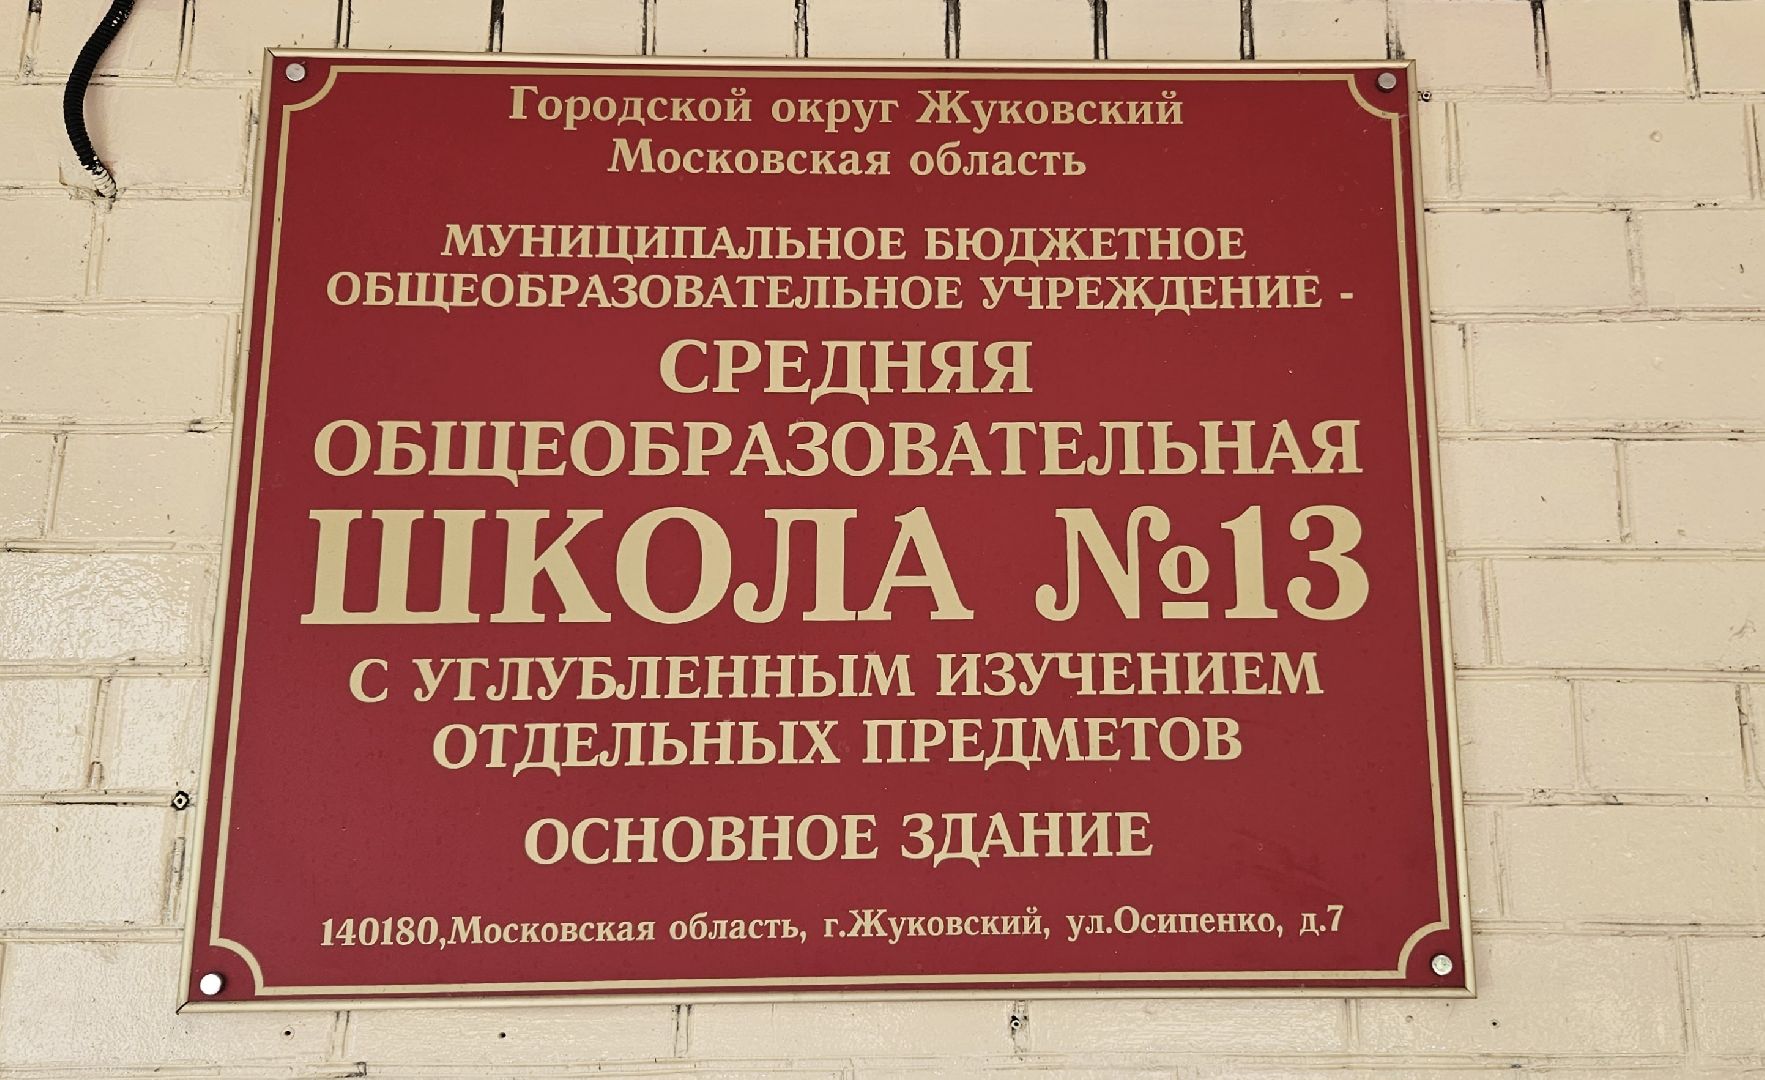 Городской округ Жуковский
Московская область
МУНИЦИПАЛЬНОЕ БЮДЖЕТНОЕ
ОБЩЕОБРАЗОВАТЕЛЬНОЕ УЧРЕЖДЕНИЕ -
СРЕДНЯЯ
ОБЩЕОБРАЗОВАТЕЛЬНАЯ
ШКОЛА №13
С УГЛУБЛЕННЫМ ИЗУЧЕНИЕМ
ОТДЕЛЬНЫХ ПРЕДМЕТОВ
ОСНОВНОЕ ЗДАНИЕ
140180,Московская область, г.Жуковский, ул.Осипенко, д.7